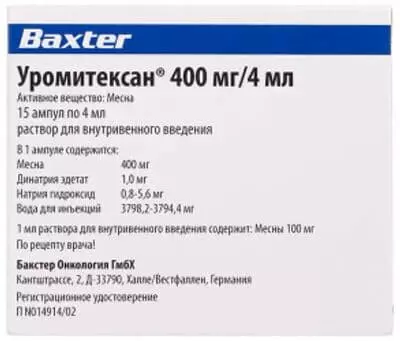 Baxter
Уромитексан® 400 мг/4 мл
Активное вещество: Месна
15 ампул по 4 мл
раствор для внутривенного введения
В 1 ампуле содержится:
Месна 400 мг
Динатрия эдетат 1,0 мг
Натрия гидроксид 0,8-5,6 мг
Вода для инъекций 3798,2-3794,4 мг
1 мл раствора для внутривенного введения содержит: Месны 100 мг
По рецепту врача!
Бакстер Онкология ГмбХ
Кантштрассе, 2, Д-33790, Халле/Вестфаллен, Германия
Регистрационное удостоверение
П N014914/02